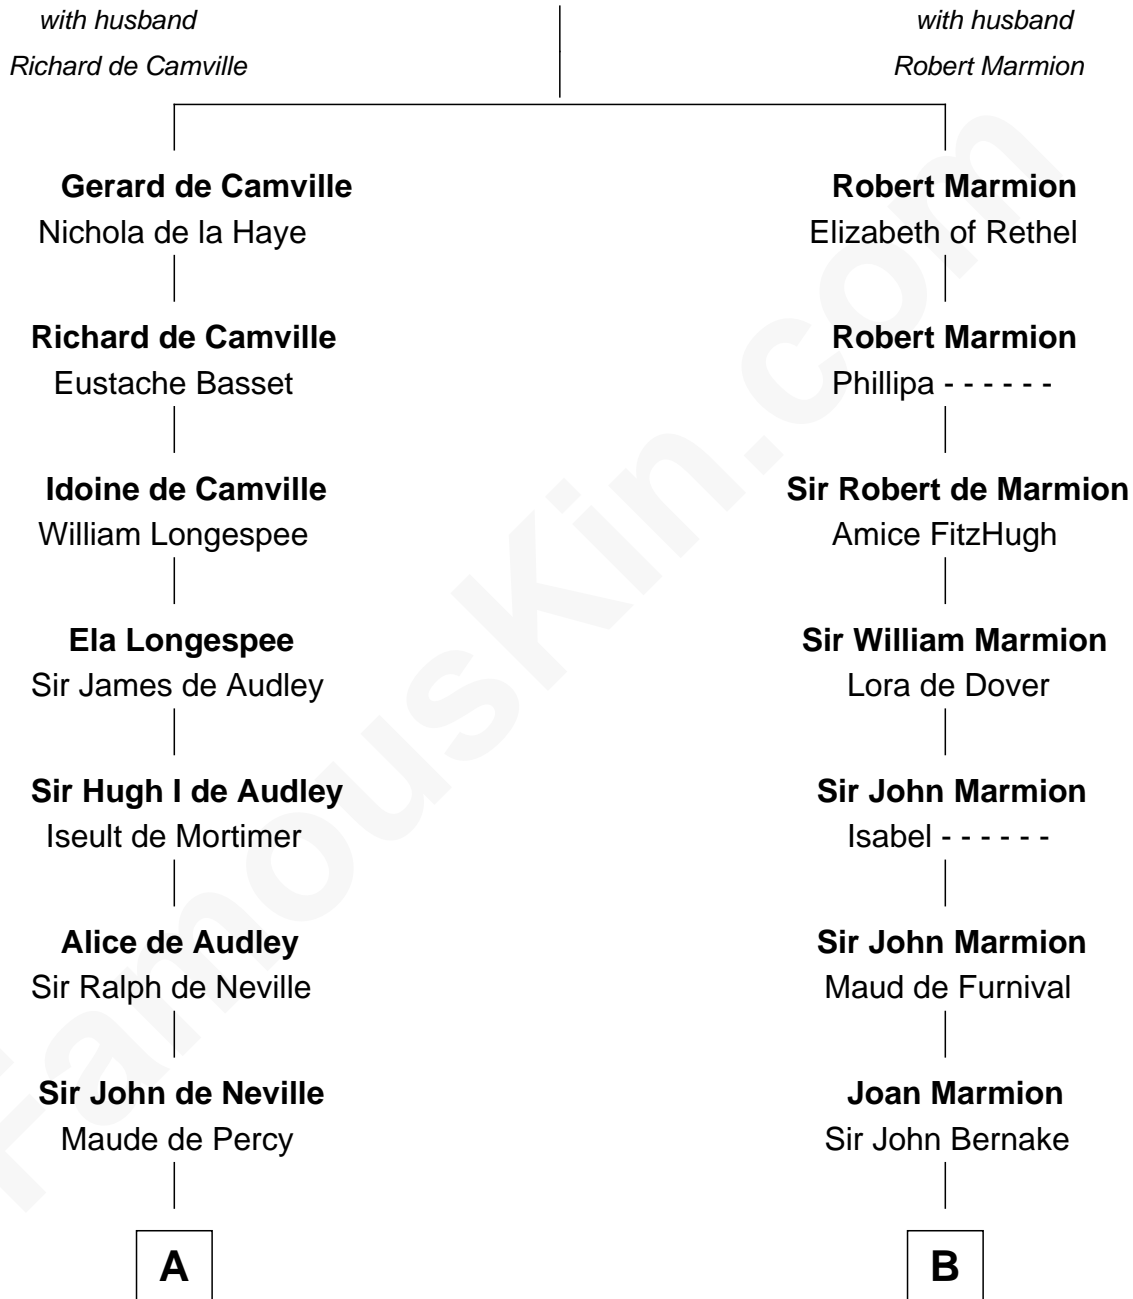 with husband
Richard de Camville
with husband
Robert Marmion
Gerard de Camville
Nichola de la Haye
Robert Marmion
Elizabeth of Rethel
Richard de Camville
Eustache Basset
Robert Marmion
Phillipa - - - - - -
Idoine de Camville
William Longespee
Sir Robert de Marmion
Amice FitzHugh
Ela Longespee
Sir James de Audley
Sir William Marmion
Lora de Dover
Sir Hugh I de Audley
Iseult de Mortimer
Sir John Marmion
Isabel - - - - - -
Alice de Audley
Sir Ralph de Neville
Sir John Marmion
Maud de Furnival
Sir John de Neville
Maude de Percy
Joan Marmion
Sir John Bernake
A
B
FamousKin.com